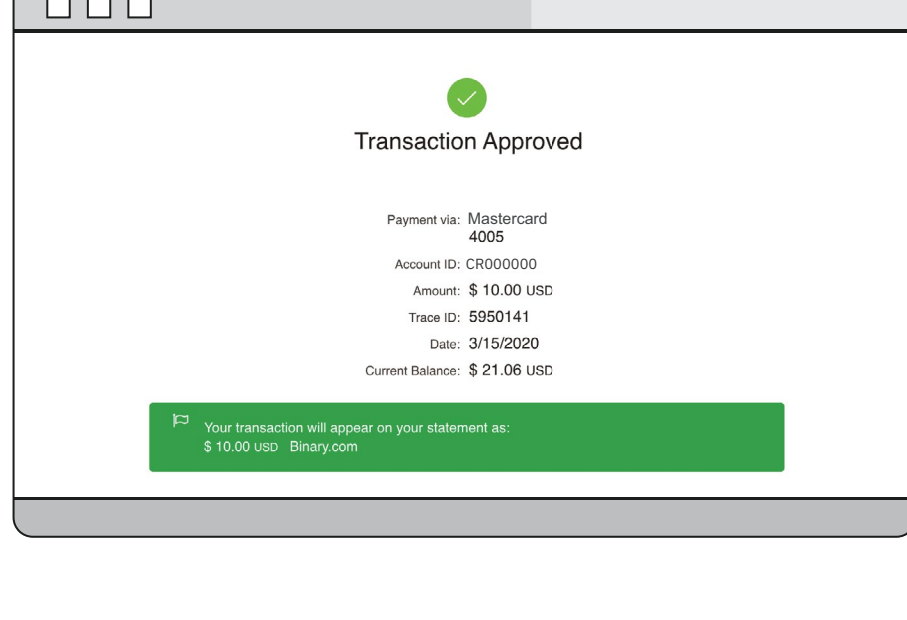 Transaction Approved
Payment via: Mastercard
4005
Account ID: CR000000
Amount: $ 10.00 USD
Trace ID: 5950141
Date: 3/15/2020
Current Balance: $ 21.06 USD
Your transaction will appear on your statement as:
$ 10.00 USD Binary.com